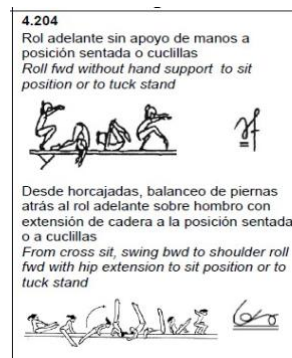 4.204
Rol adelante sin apoyo de manos a
posición sentada o cuclillas
Roll fwd without hand support to sit
position or to tuck stand
Desde horcajadas, balanceo de piernas
atrás al rol adelante sobre hombro con
extensión de cadera a la posición sentada
o a cuclillas
From cross sit, swing bwd to shoulder roll
fwd with hip extension to sit position or to
tuck stand